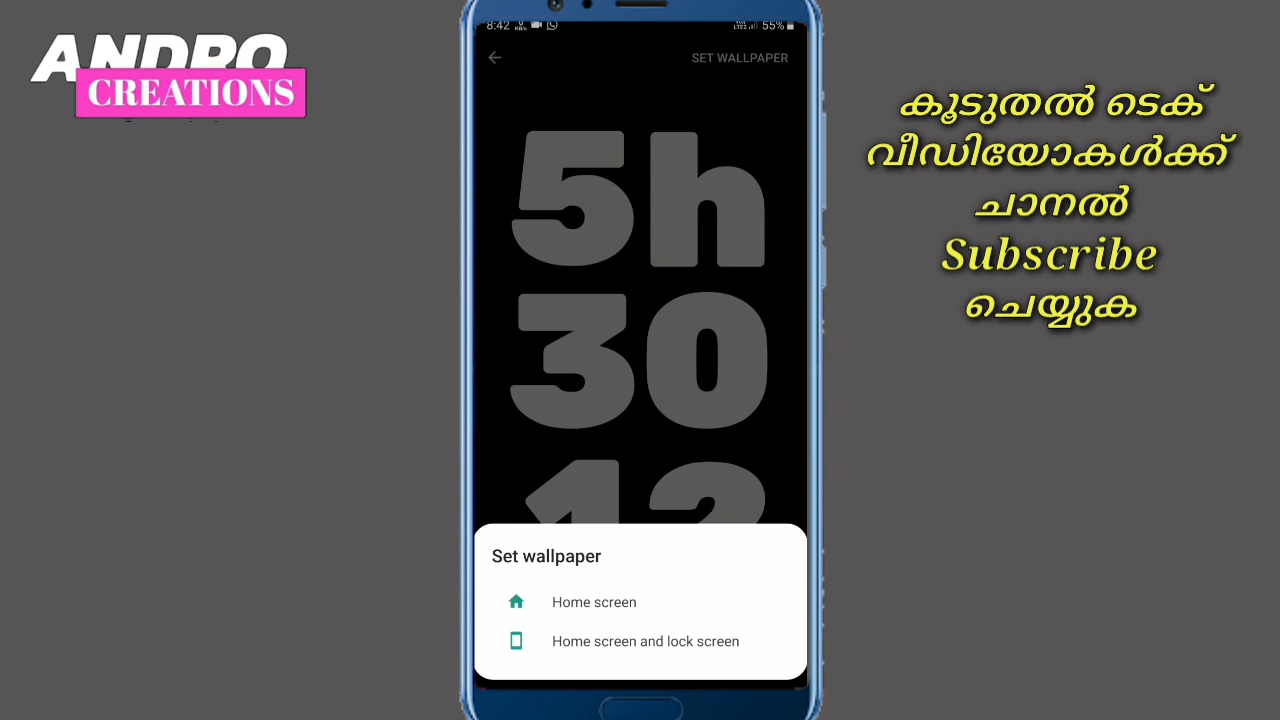 ANDRO
CREATIONS
8:42
55%
SET WALLPAPER
5h
30
12
Set wallpaper
Home screen
Home screen and lock screen
കൂടുതൽ ടെക്
വീഡിയോകൾക്ക്
ചാനൽ
Subscribe
ചെയ്യുക